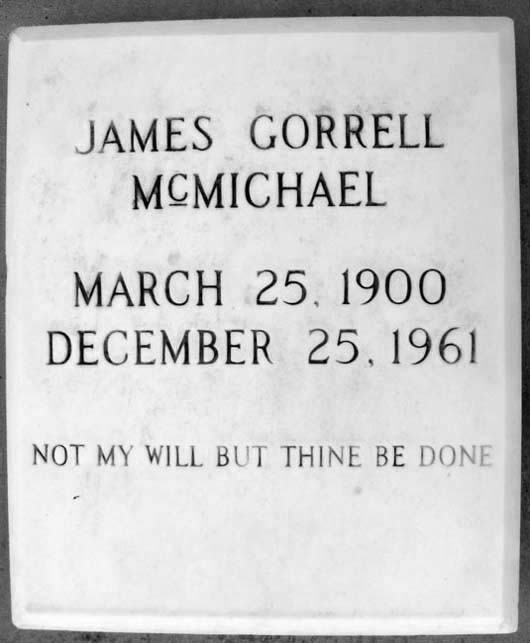 JAMES GORRELL
McMICHAEL
MARCH 25, 1900
DECEMBER 25, 1961
NOT MY WILL BUT THINE BE DONE